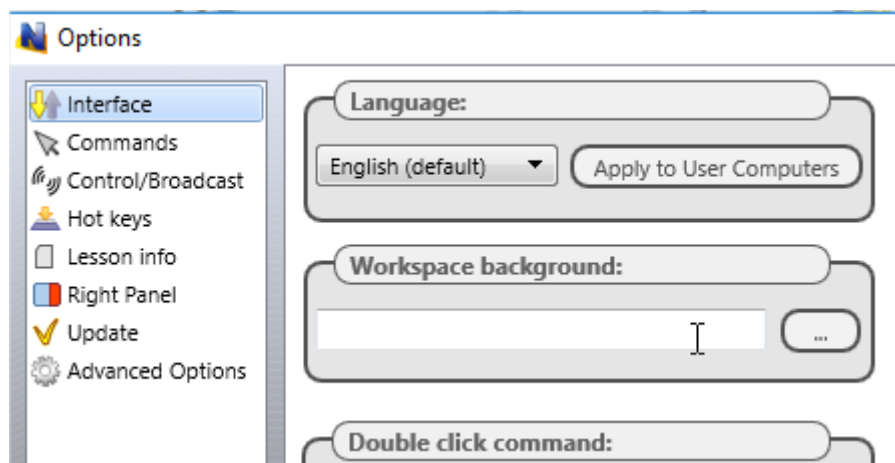 Options
Interface
Commands
Control/Broadcast
Hot keys
Lesson info
Right Panel
Update
Advanced Options
Language:
English (default)
Apply to User Computers
Workspace background:
...
Double click command: